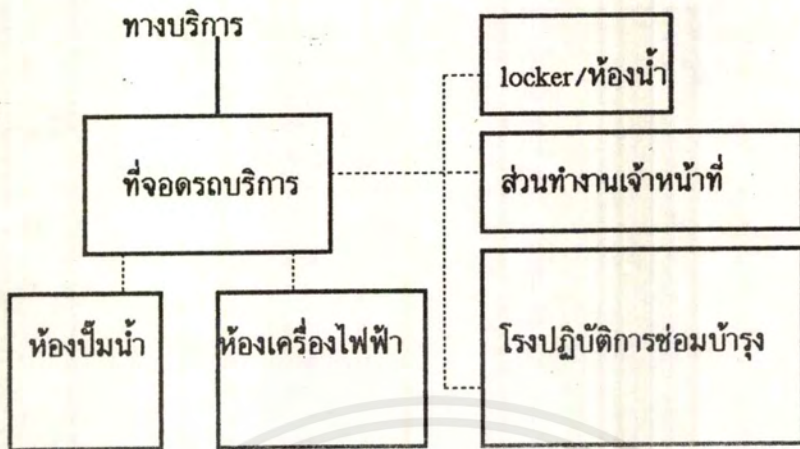 ทางบริการ
locker/ห้องน้ำ
ที่จอดรถบริการ
ส่วนทำงานเจ้าหน้าที่
ห้องปั๊มน้ำ
ห้องเครื่องไฟฟ้า
โรงปฏิบัติการซ่อมบำรุง